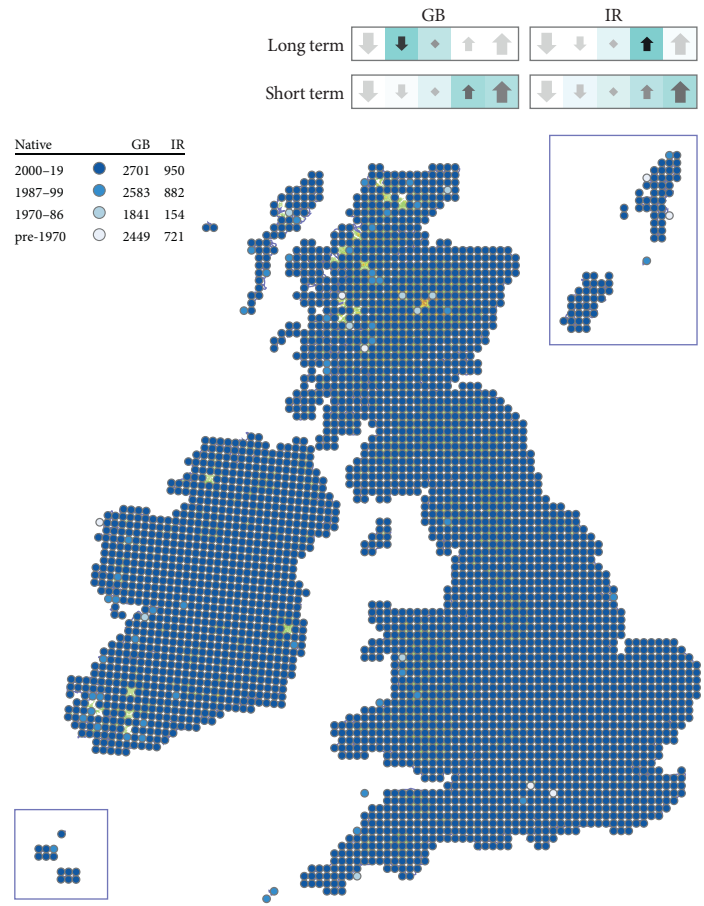 GB IR
Long term
Short term
Native GB IR
2000–19 2701 950
1987–99 2583 882
1970–86 1841 154
pre-1970 2449 721